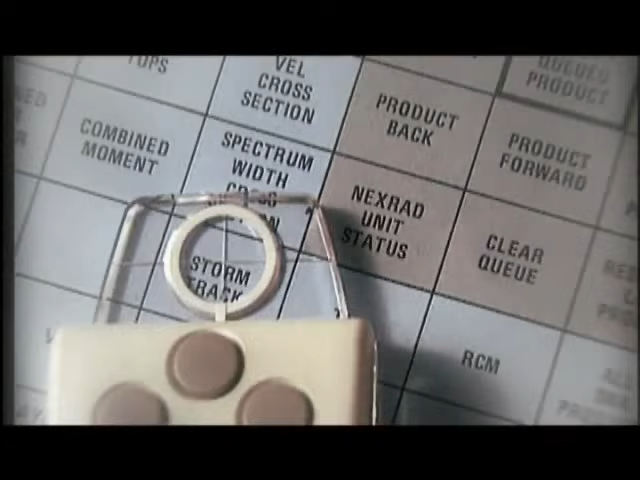 TOPS
VEL
CROSS
SECTION
QUEUED
PRODUCT
COMBINED
MOMENT
SPECTRUM
WIDTH
PRODUCT
BACK
PRODUCT
FORWARD
STORM
TRACK
NEXRAD
UNIT
STATUS
CLEAR
QUEUE
RCM